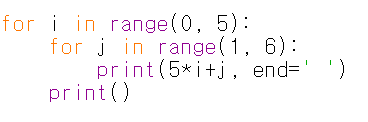 for i in range(0, 5):
    for j in range(1, 6):
        print(5*i+j, end=' ')
    print()